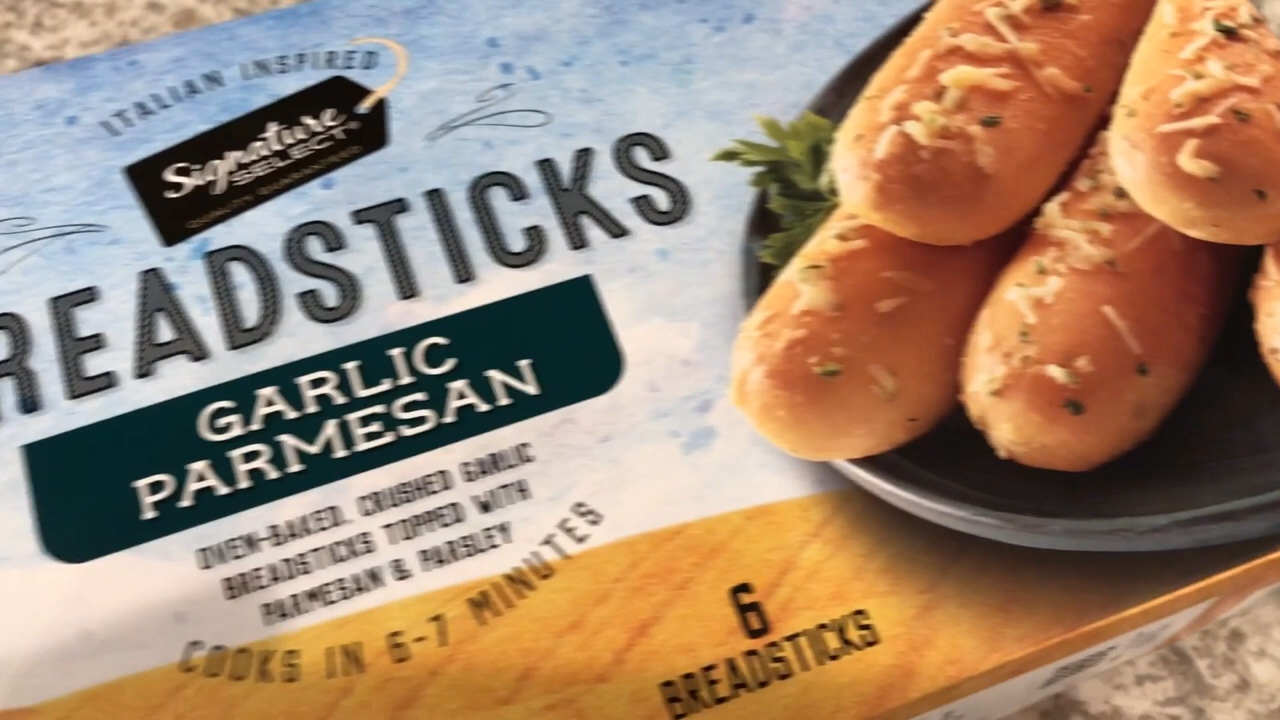 ITALIAN INSPIRED
Signature
SELECT
READSTICKS
GARLIC
PARMESAN
OVEN-BAKED, CRUSHED GARLIC
BREADSTICKS TOPPED WITH
PARMESAN & PARSLEY
COOKS IN 6-7 MINUTES
6
BREADSTICKS